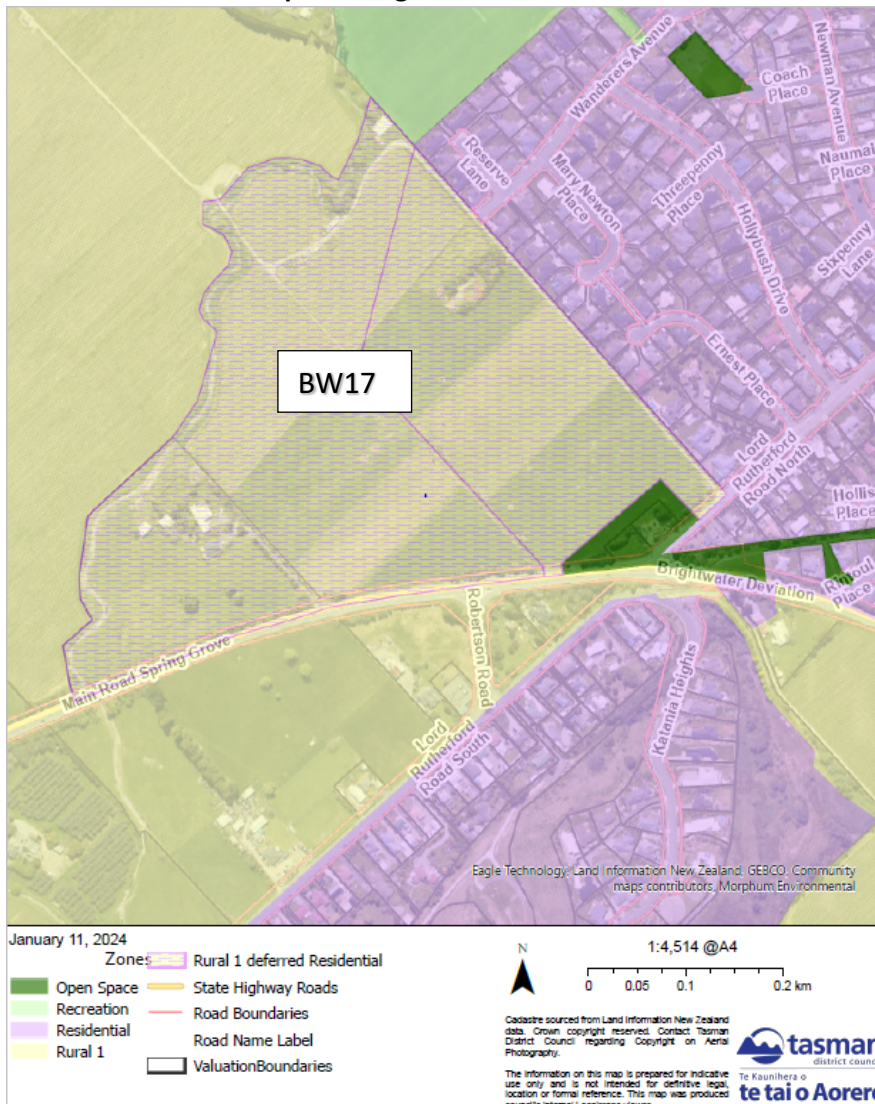 Wanderers Avenue
Coach
Place
Newman Avenue
Reserve
Lane
Mary Newton
Place
Threepenny
Place
Naumai
Place
Hollybush Drive
Sixpenny
Lane
Ernest Place
BW17
Lord
Rutherford
Road North
Hollis
Place
Brightwater Deviation
Rintoul
Place
Robertson Road
Main Road Spring Grove
Katania Heights
Lord
Rutherford
Road South
Eagle Technology, Land Information New Zealand, GEBCO, Community
maps contributors, Morphum Environmental
January 11, 2024
Zones
Open Space
Recreation
Residential
Rural 1
Rural 1 deferred Residential
State Highway Roads
Road Boundaries
Road Name Label
ValuationBoundaries
N
1:4,514 @A4
0 0.05 0.1 0.2 km
Cadastre sourced from Land Information New Zealand
data. Crown copyright reserved. Contact Tasman
District Council regarding Copyright on Aerial
Photography.
The information on this map is prepared for indicative
use only and is not intended for definitive legal,
location or formal reference. This map was produced
tasman
district council
Te Kaunihera o
te tai o Aorere